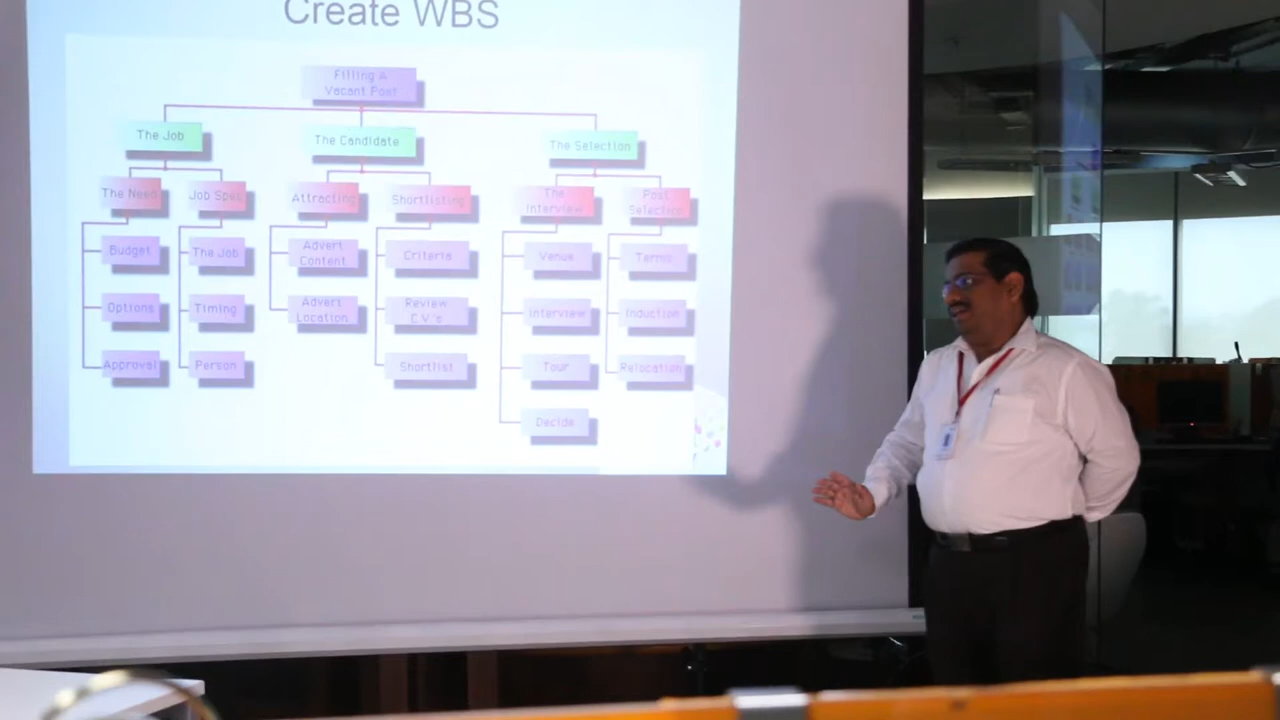 Create WBS
Filling A
Vacant Post
The Job
The Candidate
The Selection
The Need
Job Spec
Attracting
Shortlisting
The
Interview
Post
Selection
Budget
The Job
Advert
Content
Criteria
Venue
Terms
Options
Timing
Advert
Location
Review
C.V.'s
Interview
Induction
Approval
Person
Shortlist
Tour
Relocation
Decide